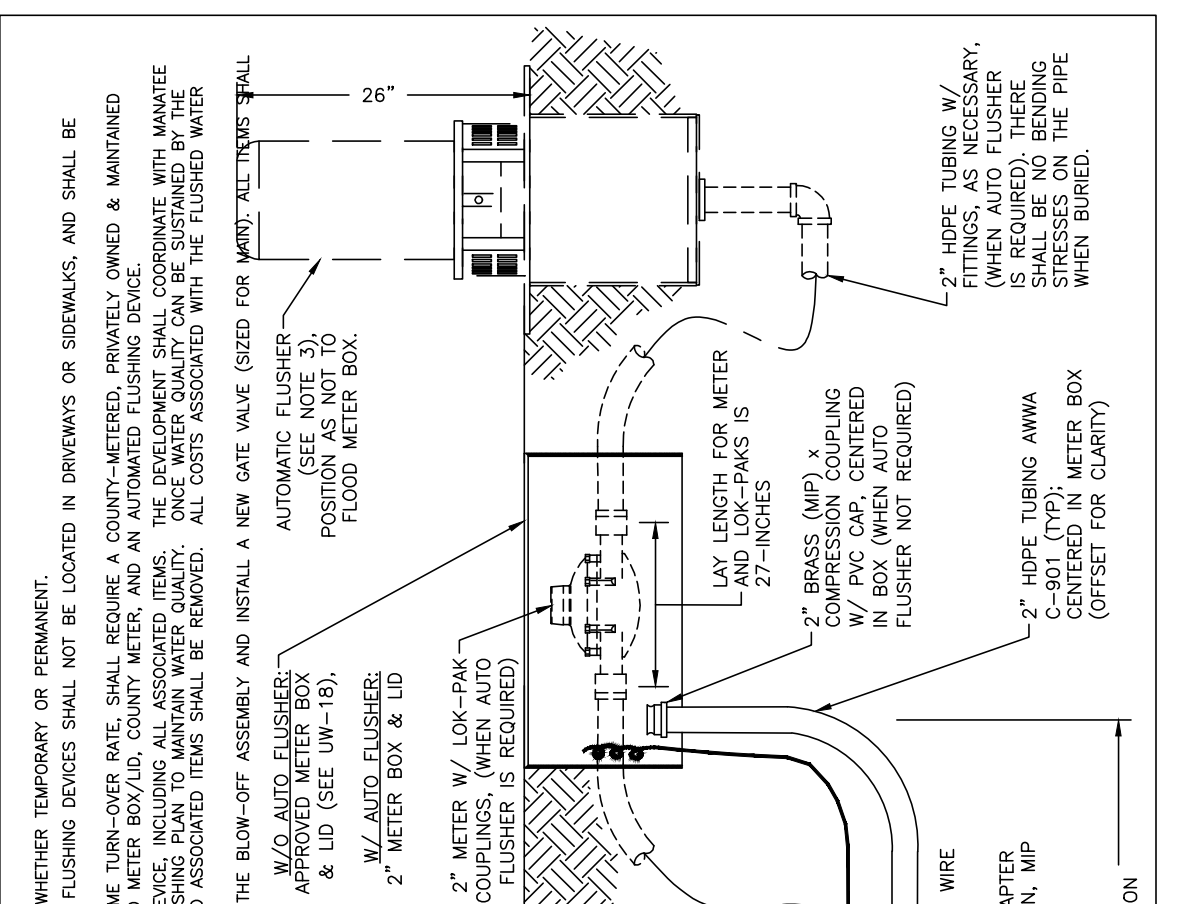 WHETHER TEMPORARY OR PERMANENT.
FLUSHING DEVICES SHALL NOT BE LOCATED IN DRIVEWAYS OR SIDEWALKS, AND SHALL BE
ME TURN-OVER RATE, SHALL REQUIRE A COUNTY-METERED, PRIVATELY OWNED & MAINTAINED
METER BOX/LID, COUNTY METER, AND AN AUTOMATED FLUSHING DEVICE.
EVICE, INCLUDING ALL ASSOCIATED ITEMS. THE DEVELOPMENT SHALL COORDINATE WITH MANATEE
SHING PLAN TO MAINTAIN WATER QUALITY. ONCE WATER QUALITY CAN BE SUSTAINED BY THE
ASSOCIATED ITEMS SHALL BE REMOVED. ALL COSTS ASSOCIATED WITH THE FLUSHED WATER
THE BLOW-OFF ASSEMBLY AND INSTALL A NEW GATE VALVE (SIZED FOR MAIN). ALL ITEMS SHALL
26"
AUTOMATIC FLUSHER
(SEE NOTE 3),
POSITION AS NOT TO
FLOOD METER BOX.
W/O AUTO FLUSHER:
APPROVED METER BOX
& LID (SEE UW-18),
W/ AUTO FLUSHER:
2" METER BOX & LID
2" METER W/ LOK-PAK
COUPLINGS, (WHEN AUTO
FLUSHER IS REQUIRED)
LAY LENGTH FOR METER
AND LOK-PAKS IS
27-INCHES
2" BRASS (MIP) x
COMPRESSION COUPLING
W/ PVC CAP, CENTERED
IN BOX (WHEN AUTO
FLUSHER NOT REQUIRED)
2" HDPE TUBING W/
FITTINGS, AS NECESSARY,
(WHEN AUTO FLUSHER
IS REQUIRED). THERE
SHALL BE NO BENDING
STRESSES ON THE PIPE
WHEN BURIED.
2" HDPE TUBING AWWA
C-901 (TYP);
CENTERED IN METER BOX
(OFFSET FOR CLARITY)
WIRE
APTER
N, MIP
ON